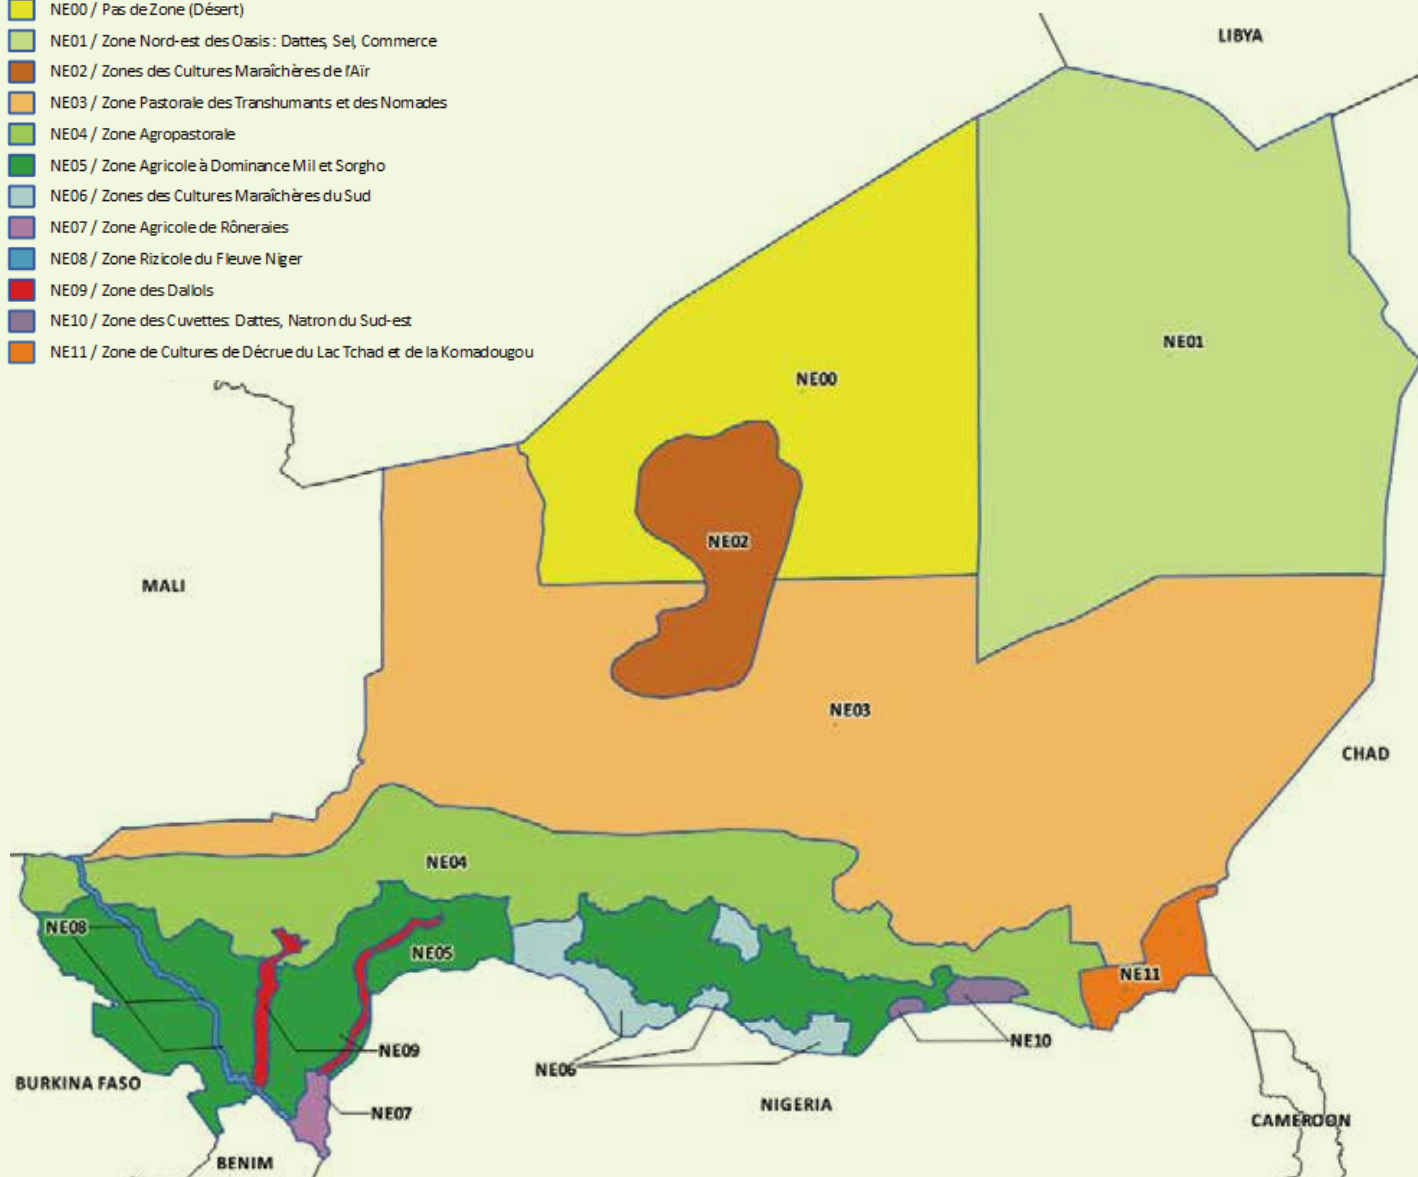 NE00 / Pas de Zone (Désert)
NE01 / Zone Nord-est des Oasis : Dattes, Sel, Commerce
NE02 / Zones des Cultures Maraîchères de l'Aïr
NE03 / Zone Pastorale des Transhumants et des Nomades
NE04 / Zone Agropastorale
NE05 / Zone Agricole à Dominance Mil et Sorgho
NE06 / Zones des Cultures Maraîchères du Sud
NE07 / Zone Agricole de Rôneraies
NE08 / Zone Rizicole du Fleuve Niger
NE09 / Zone des Dallols
NE10 / Zone des Cuvettes: Dattes, Natron du Sud-est
NE11 / Zone de Cultures de Décrue du Lac Tchad et de la Komadougou
LIBYA
NE01
NE00
NE02
MALI
NE03
CHAD
NE04
NE08
NE05
NE11
NE10
NE09
NE06
BURKINA FASO
NIGERIA
NE07
CAMEROON
BENIM